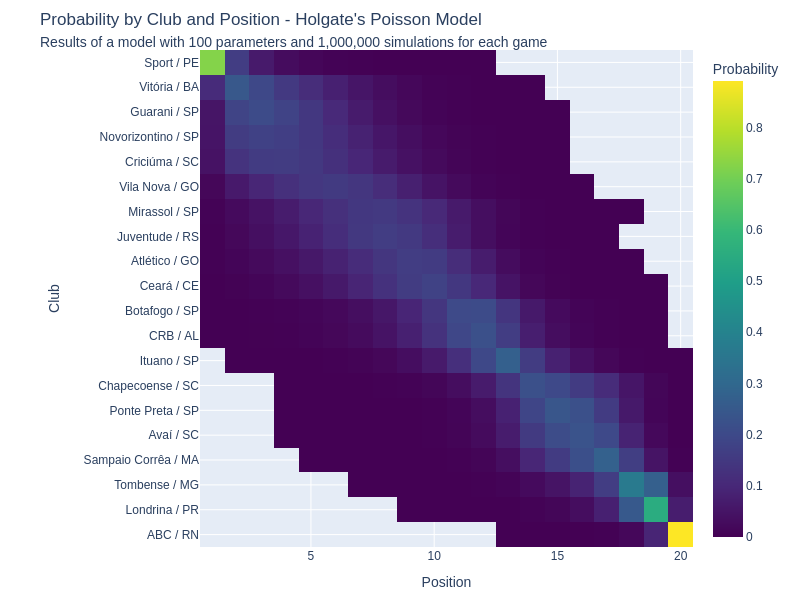 Probability by Club and Position - Holgate's Poisson Model
Results of a model with 100 parameters and 1,000,000 simulations for each game
Probability
Sport / PE
Vitória / BA
Guarani / SP
Novorizontino / SP
Criciúma / SC
Vila Nova / GO
Mirassol / SP
Juventude / RS
Atlético / GO
Ceará / CE
Botafogo / SP
CRB / AL
Ituano / SP
Chapecoense / SC
Ponte Preta / SP
Avaí / SC
Sampaio Corrêa / MA
Tombense / MG
Londrina / PR
ABC / RN
Club
5 10 15 20
Position
0.8
0.7
0.6
0.5
0.4
0.3
0.2
0.1
0